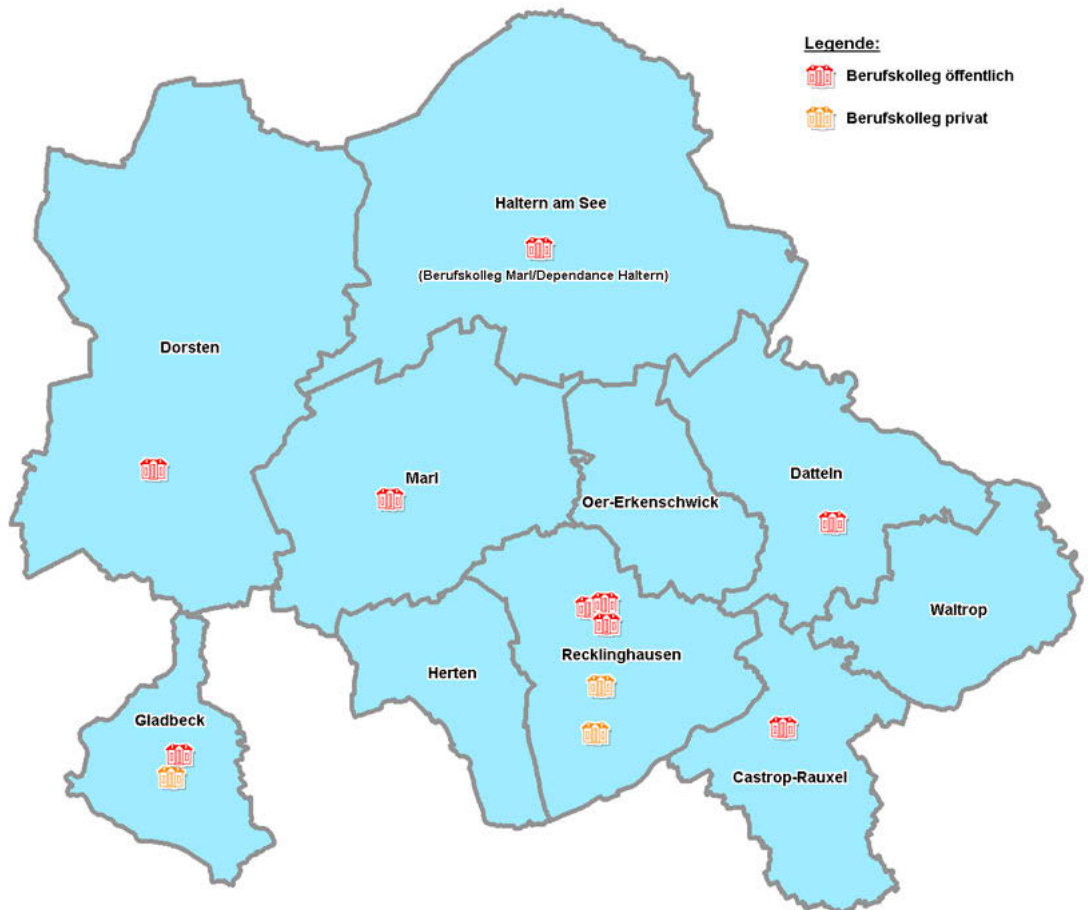 Legende:
Berufskolleg öffentlich
Berufskolleg privat
Haltern am See
(Berufskolleg Marl/Dependance Haltern)
Dorsten
Marl
Datteln
Oer-Erkenschwick
Waltrop
Recklinghausen
Herten
Gladbeck
Castrop-Rauxel